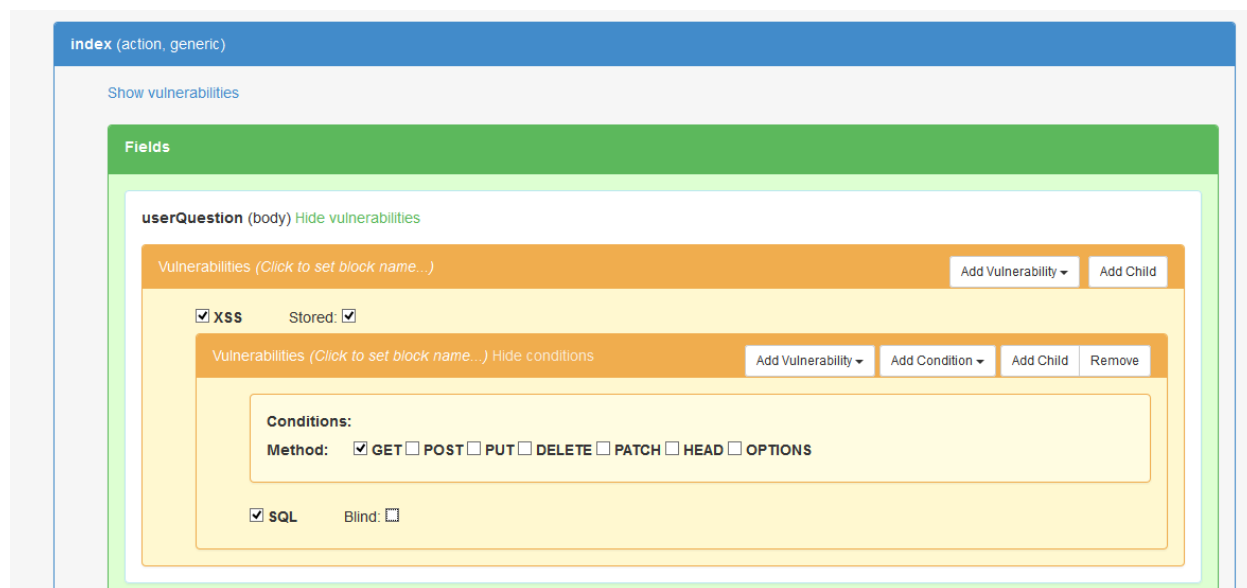 index (action, generic)
Show vulnerabilities
Fields
userQuestion (body) Hide vulnerabilities
Vulnerabilities (Click to set block name...) Add Vulnerability Add Child
XSS Stored:
Vulnerabilities (Click to set block name...) Hide conditions Add Vulnerability Add Condition Add Child Remove
Conditions:
Method: GET POST PUT DELETE PATCH HEAD OPTIONS
SQL Blind: